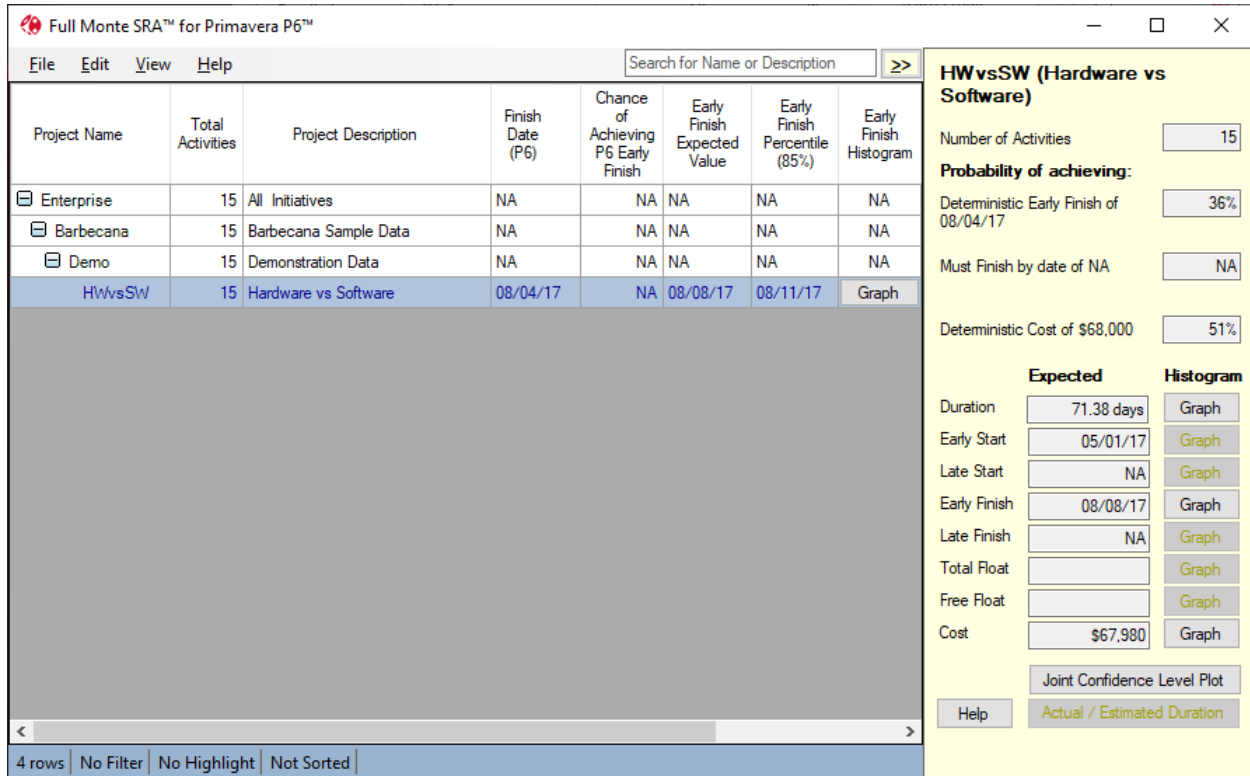 Full Monte SRA™ for Primavera P6™
File Edit View Help
Search for Name or Description >>
Project Name
Total
Activities
Project Description
Finish
Date
(P6)
Chance
of
Achieving
P6 Early
Finish
Early
Finish
Expected
Value
Early
Finish
Percentile
(85%)
Early
Finish
Histogram
Enterprise 15 All Initiatives NA NA NA NA NA
Barbecana 15 Barbecana Sample Data NA NA NA NA NA
Demo 15 Demonstration Data NA NA NA NA NA
HWvsSW 15 Hardware vs Software 08/04/17 NA 08/08/17 08/11/17 Graph
4 rows No Filter No Highlight Not Sorted
HWvsSW (Hardware vs
Software)
Number of Activities 15
Probability of achieving:
Deterministic Early Finish of 36%
08/04/17
Must Finish by date of NA NA
Deterministic Cost of $68,000 51%
Expected Histogram
Duration 71.38 days Graph
Early Start 05/01/17 Graph
Late Start NA Graph
Early Finish 08/08/17 Graph
Late Finish NA Graph
Total Float Graph
Free Float Graph
Cost $67,980 Graph
Joint Confidence Level Plot
Help Actual / Estimated Duration